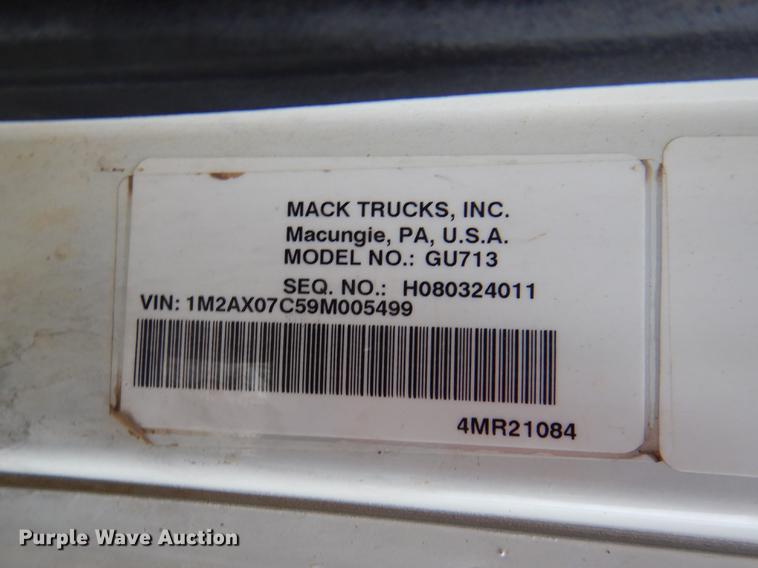 MACK TRUCKS, INC.
Macungie, PA, U.S.A.
MODEL NO.: GU713
SEQ. NO.: H080324011
VIN: 1M2AX07C59M005499
4MR21084
Purple Wave Auction